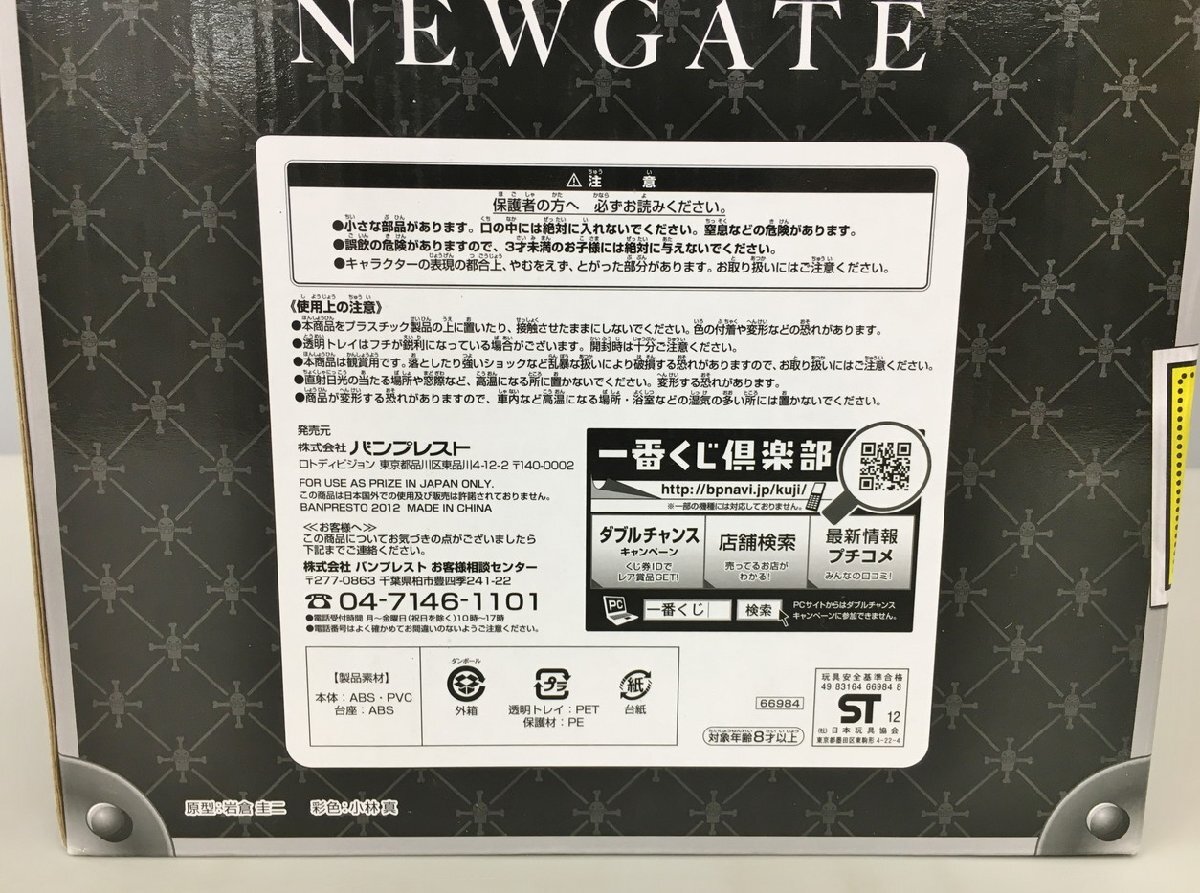 NEWGATE
⚠注意
保護者の方へ 必ずお読みください。
●小さな部品があります。口の中には絶対に入れないでください。窒息などの危険があります。
●誤飲の危険がありますので、3才未満のお子様には絶対に与えないでください。
●キャラクターの表現の都合上、やむをえず、とがった部分があります。お取り扱いにはご注意ください。
《使用上の注意》
●本商品をプラスチック製品の上に置いたり、接触させたままにしないでください。色の付着や変形などの恐れがあります。
●透明トレイはフチが鋭利になっている場合がございます。開封時は十分ご注意ください。
●本商品は観賞用です。落としたり強いショックなど乱暴な扱いにより破損する恐れがありますので、お取り扱いにはご注意ください。
●直射日光の当たる場所や窓際など、高温になる所に置かないでください。変形する恐れがあります。
●商品が変形する恐れがありますので、車内など高温になる場所・浴室などの湿気の多い所には置かないでください。
発売元
株式会社 バンプレスト
ロトディビジョン 東京都品川区東品川4-12-2 〒140-0002
FOR USE AS PRIZE IN JAPAN ONLY.
この商品は日本国外での使用及び販売は許諾されておりません。
BANPRESTO 2012 MADE IN CHINA
≪お客様へ≫
この商品についてお気づきの点がございましたら
下記までご連絡ください。
株式会社 バンプレスト お客様相談センター
〒277-0863 千葉県柏市豊四季241-22
☎04-7146-1101
●電話受付時間 月〜金曜日(祝日を除く)10時〜17時
●電話番号はよく確かめてお間違いのないようご注意ください。
一番くじ倶楽部
http://bpnavi.jp/kuji/
※一部の機種には対応しておりません。
ダブルチャンス
キャンペーン
くじ券IDで
レア賞品GET!
店舗検索
売ってるお店が
わかる!
最新情報
プチコメ
みんなの口コミ!
PC
一番くじ
検索
PCサイトからはダブルチャンス
キャンペーンに参加できません。
【製品素材】
本体:ABS・PVC
台座:ABS
ダンボール
外箱
プラ
透明トレイ:PET
保護材:PE
紙
台紙
66984
対象年齢8才以上
玩具安全基準合格
49 83164 66984 8
ST 12
(社)日本玩具協会
東京都墨田区東駒形4-22-4
原型:岩倉圭二 彩色:小林真